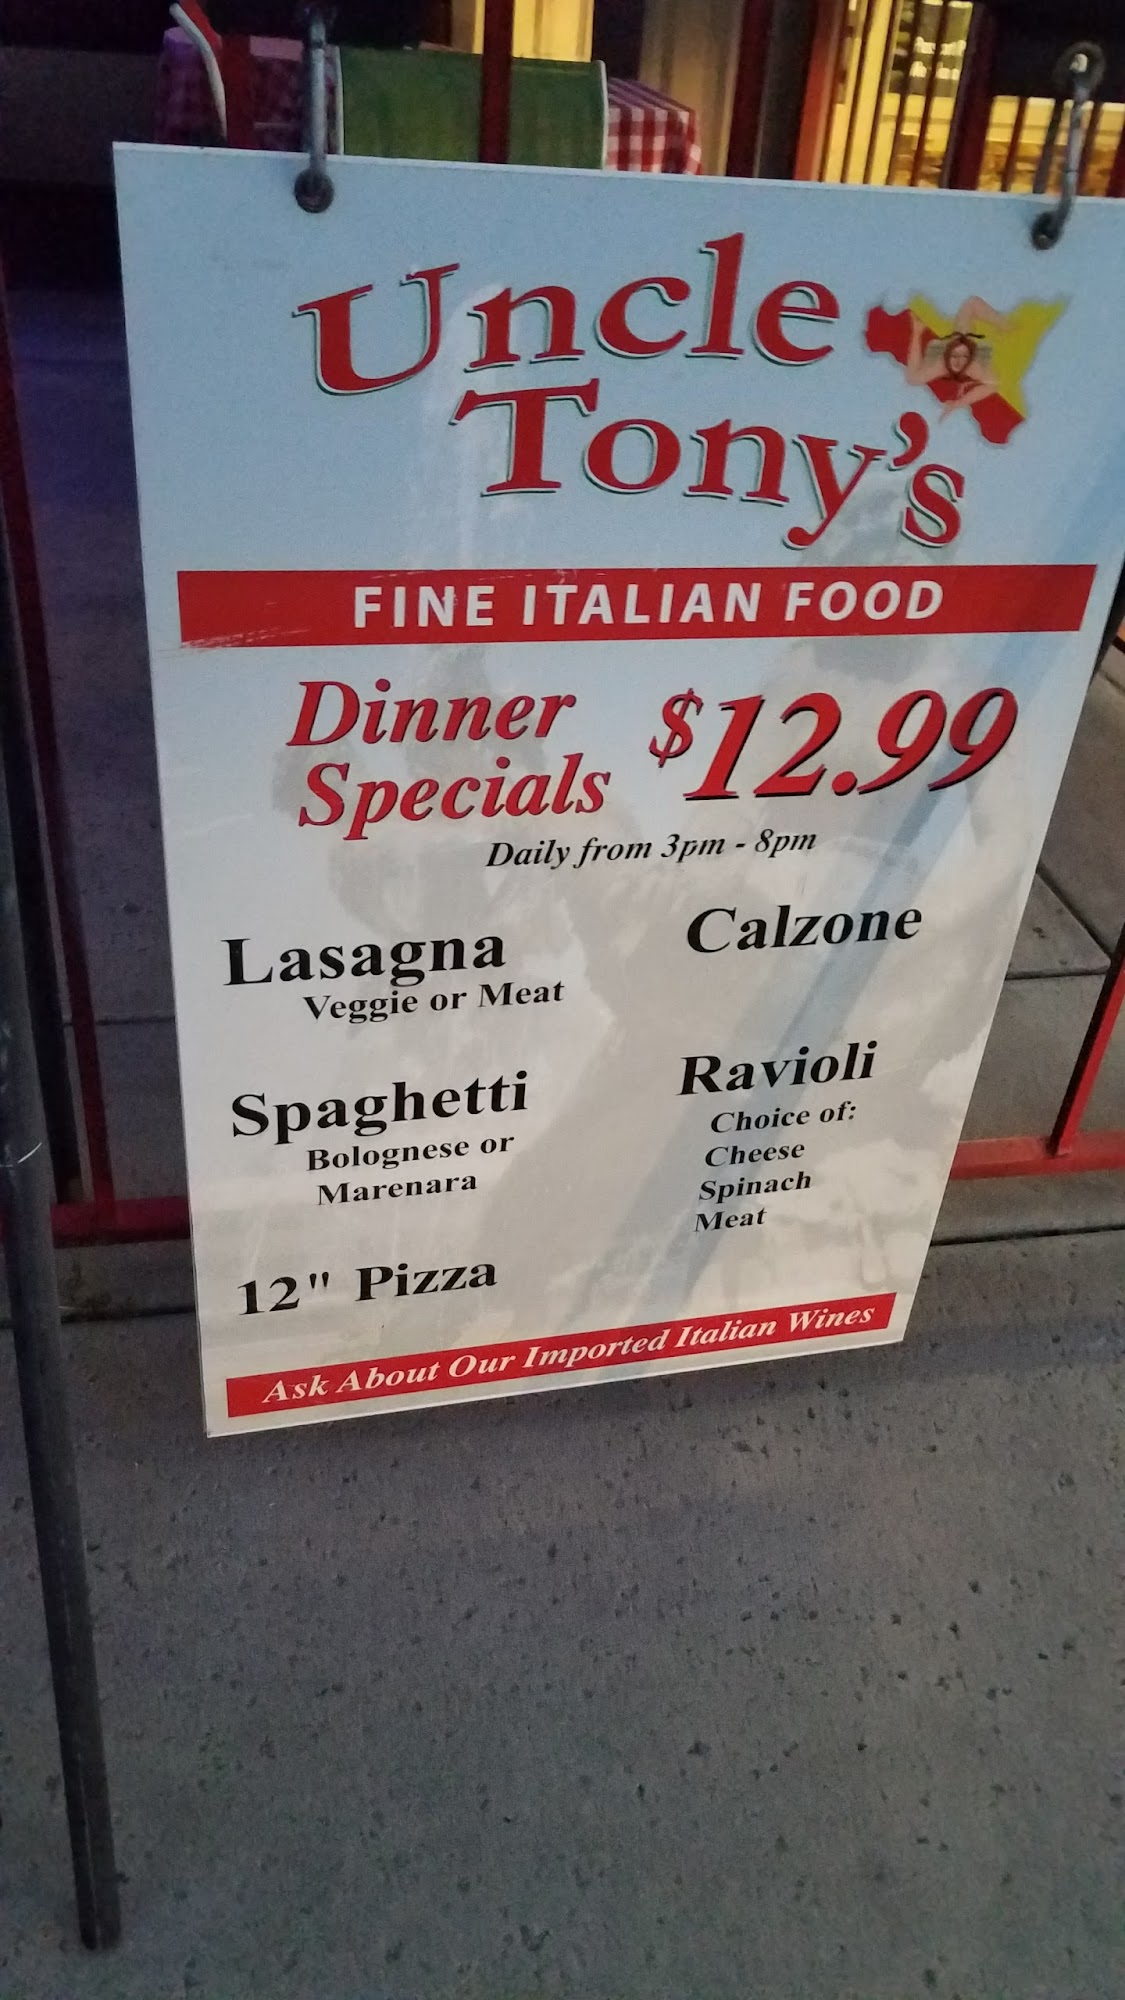 Uncle
Tony's
FINE ITALIAN FOOD
Dinner
Specials
$12.99
Daily from 3pm - 8pm
Lasagna
Veggie or Meat
Calzone
Spaghetti
Bolognese or
Marenara
Ravioli
Choice of:
Cheese
Spinach
Meat
12" Pizza
Ask About Our Imported Italian Wines